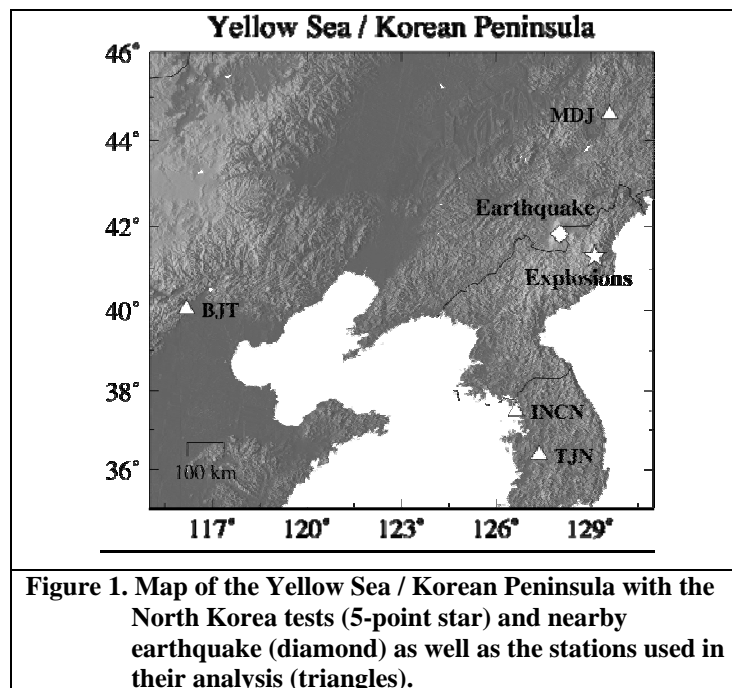 Yellow Sea / Korean Peninsula
46°
44°
42°
40°
38°
36°
MDJ
Earthquake
Explosions
BJT
INCN
TJN
100 km
117° 120° 123° 126° 129°
Figure 1. Map of the Yellow Sea / Korean Peninsula with the
North Korea tests (5-point star) and nearby
earthquake (diamond) as well as the stations used in
their analysis (triangles).